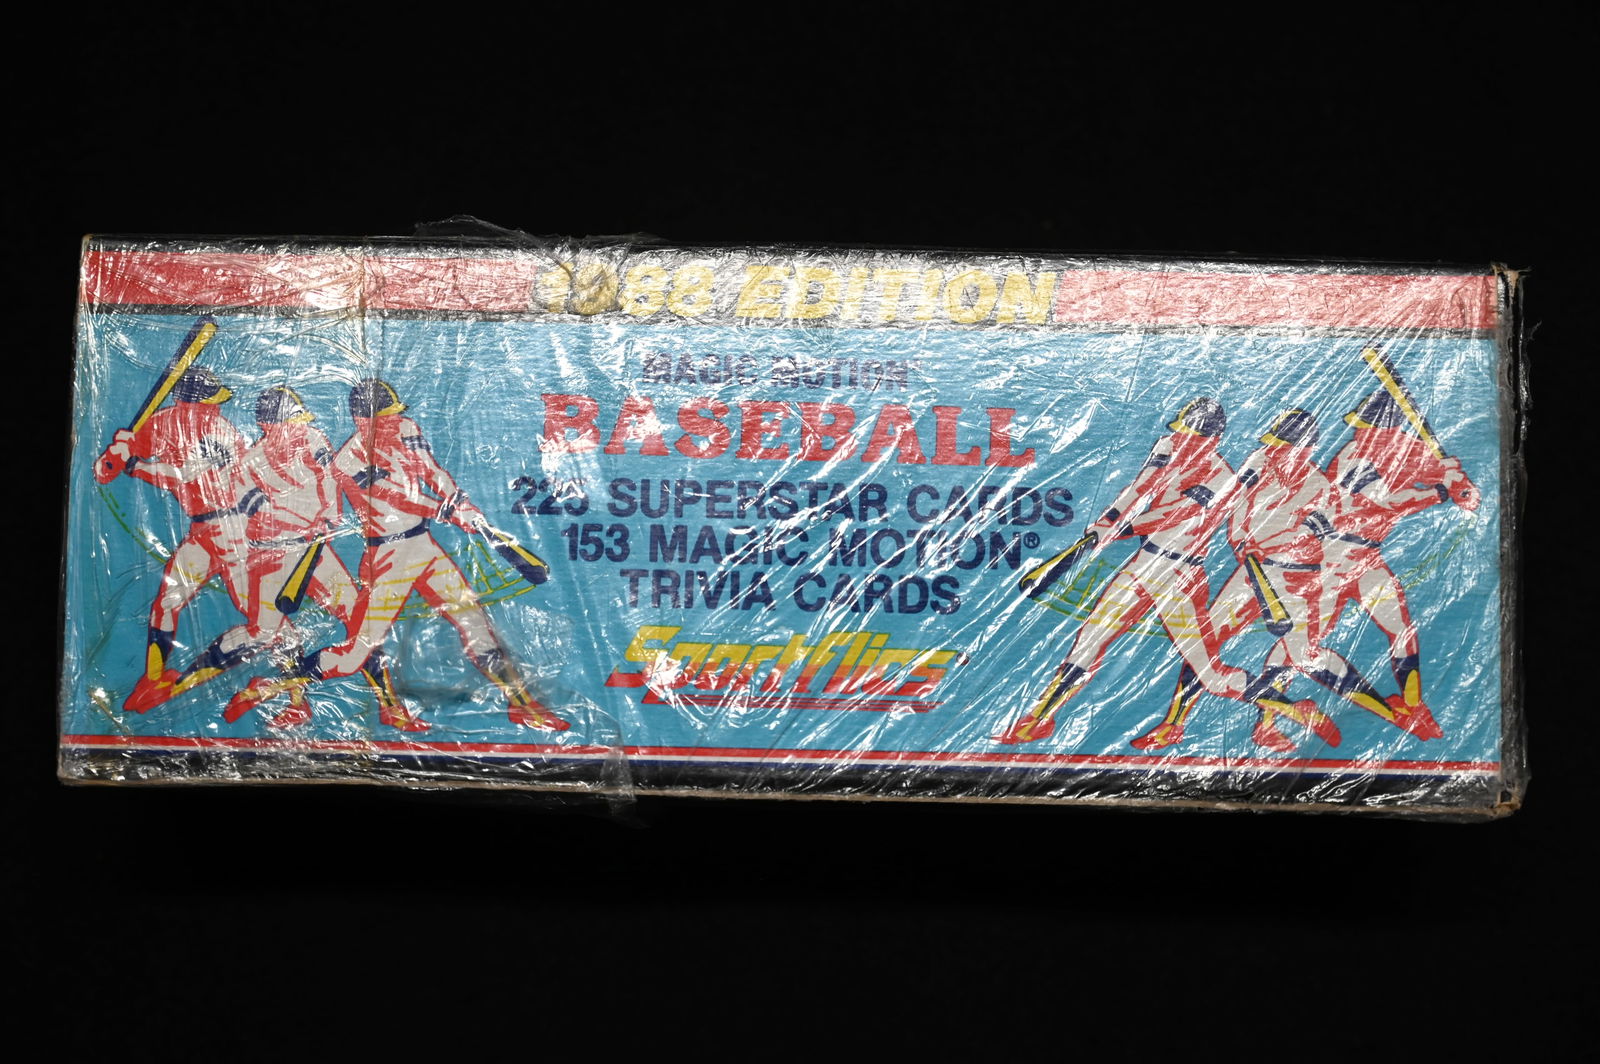 1988 EDITION
MAGIC MOTION
BASEBALL
225 SUPERSTAR CARDS
153 MAGIC MOTION®
TRIVIA CARDS
Sportflics